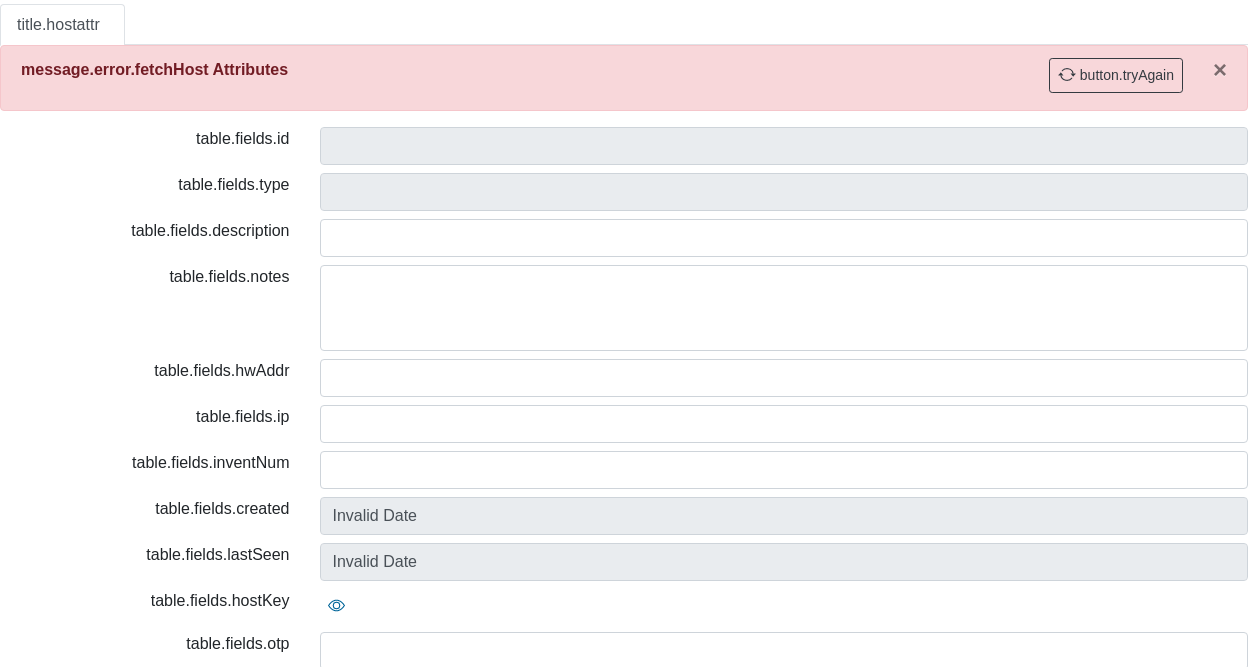 title.hostattr
message.error.fetchHost Attributes
button.tryAgain
×
table.fields.id
table.fields.type
table.fields.description
table.fields.notes
table.fields.hwAddr
table.fields.ip
table.fields.inventNum
table.fields.created
Invalid Date
table.fields.lastSeen
Invalid Date
table.fields.hostKey
table.fields.otp